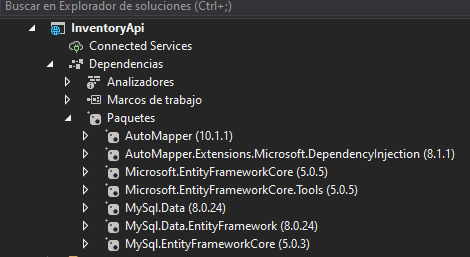 Buscar en Explorador de soluciones (Ctrl+;)
InventoryApi
Connected Services
Dependencias
Analizadores
Marcos de trabajo
Paquetes
AutoMapper (10.1.1)
AutoMapper.Extensions.Microsoft.DependencyInjection (8.1.1)
Microsoft.EntityFrameworkCore (5.0.5)
Microsoft.EntityFrameworkCore.Tools (5.0.5)
MySql.Data (8.0.24)
MySql.Data.EntityFramework (8.0.24)
MySql.EntityFrameworkCore (5.0.3)